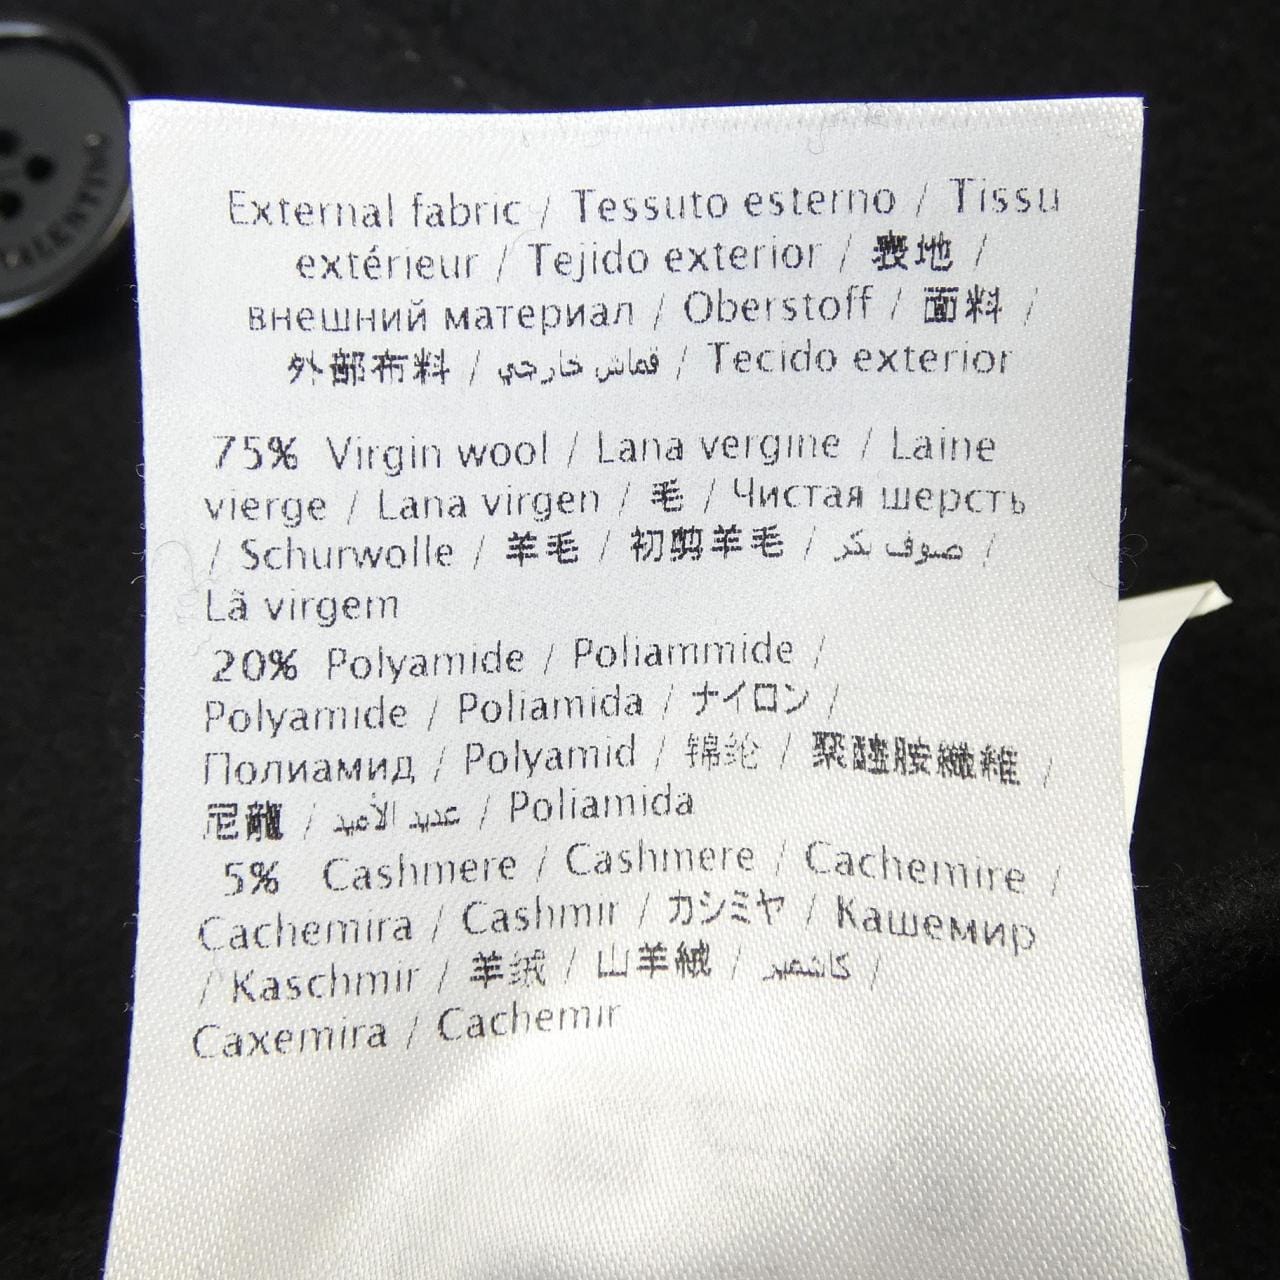 VALENTINO
External fabric / Tessuto esterno / Tissu
extérieur / Tejido exterior / 表地 /
внешний материал / Oberstoff / 面料 /
外部布料 / قماش خارجي / Tecido exterior
75% Virgin wool / Lana vergine / Laine
vierge / Lana virgen / 毛 / Чистая шерсть
/ Schurwolle / 羊毛 / 初剪羊毛 / صوف بكر /
Lã virgem
20% Polyamide / Poliammide /
Polyamide / Poliamida / ナイロン /
Полиамид / Polyamid / 锦纶 / 聚醯胺纖維 /
尼龍 / عديد الأميد / Poliamida
5% Cashmere / Cashmere / Cachemire /
Cachemira / Cashmir / カシミヤ / Кашемир
/ Kaschmir / 羊绒 / 山羊絨 / كاشمير /
Caxemira / Cachemir